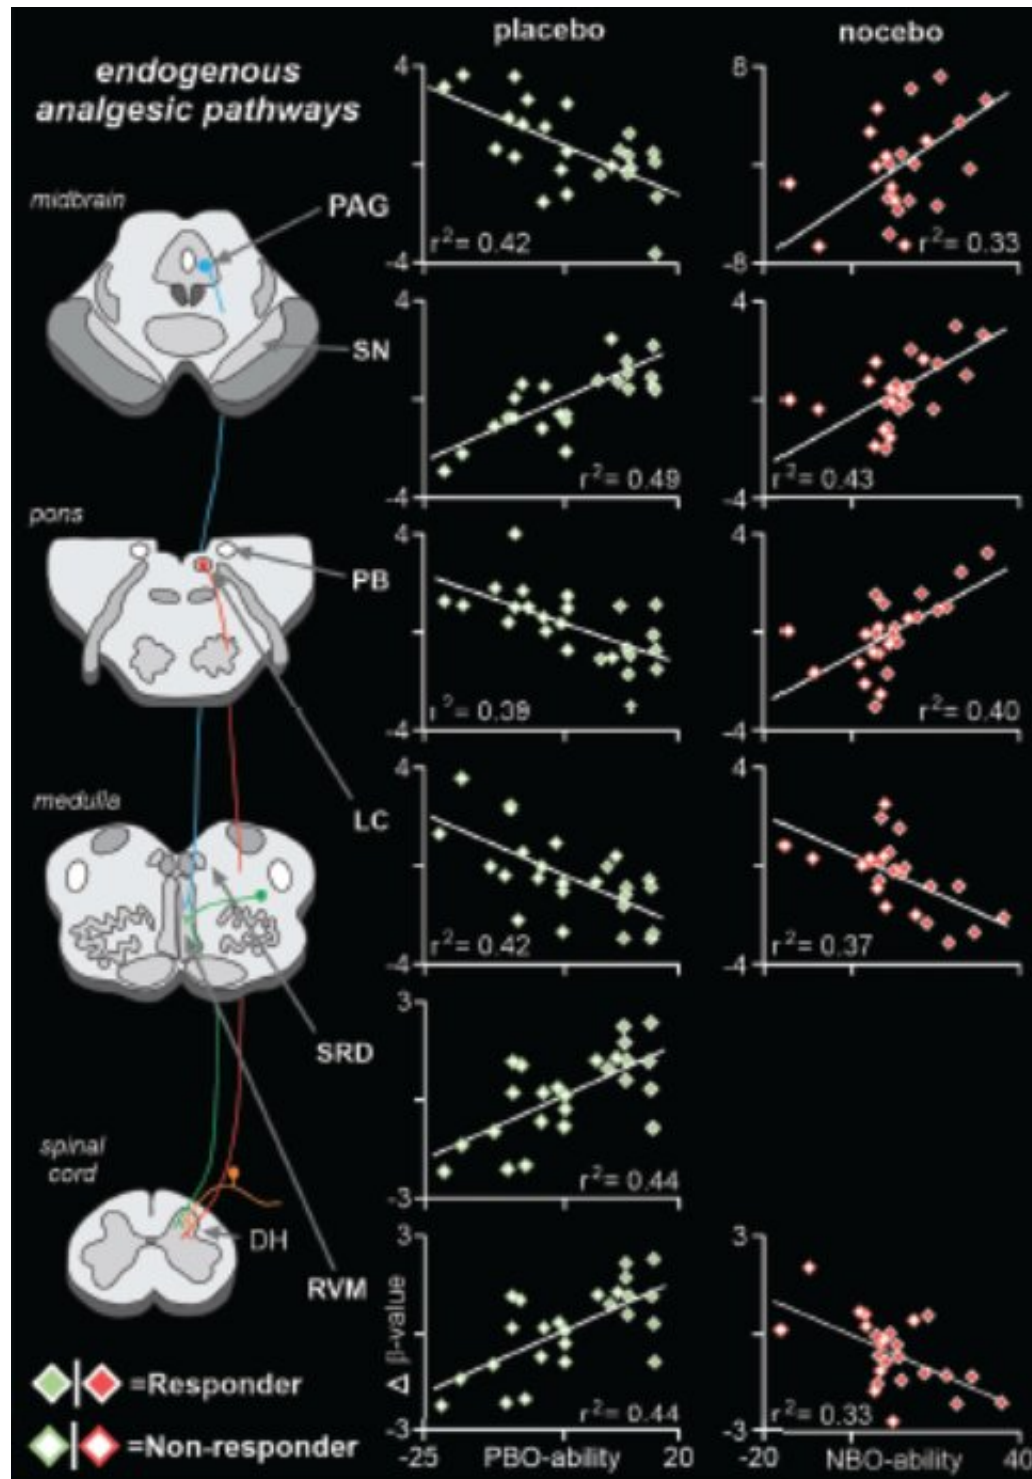 placebo
nocebo
endogenous
analgesic pathways
midbrain
PAG
SN
pons
PB
LC
medulla
SRD
spinal
cord
DH
RVM
=Responder
=Non-responder
4
r²= 0.42
-4
8
r²= 0.33
-8
4
r²= 0.49
-4
4
r²= 0.43
-4
4
r²= 0.39
-4
4
r²= 0.40
-4
-20
4
r²= 0.42
-4
-25
20
4
r²= 0.37
-4
3
r²= 0.44
-3
3
Δ β-value
r²= 0.44
-3
-25
PBO-ability
20
3
r²= 0.33
-3
-20
NBO-ability
40